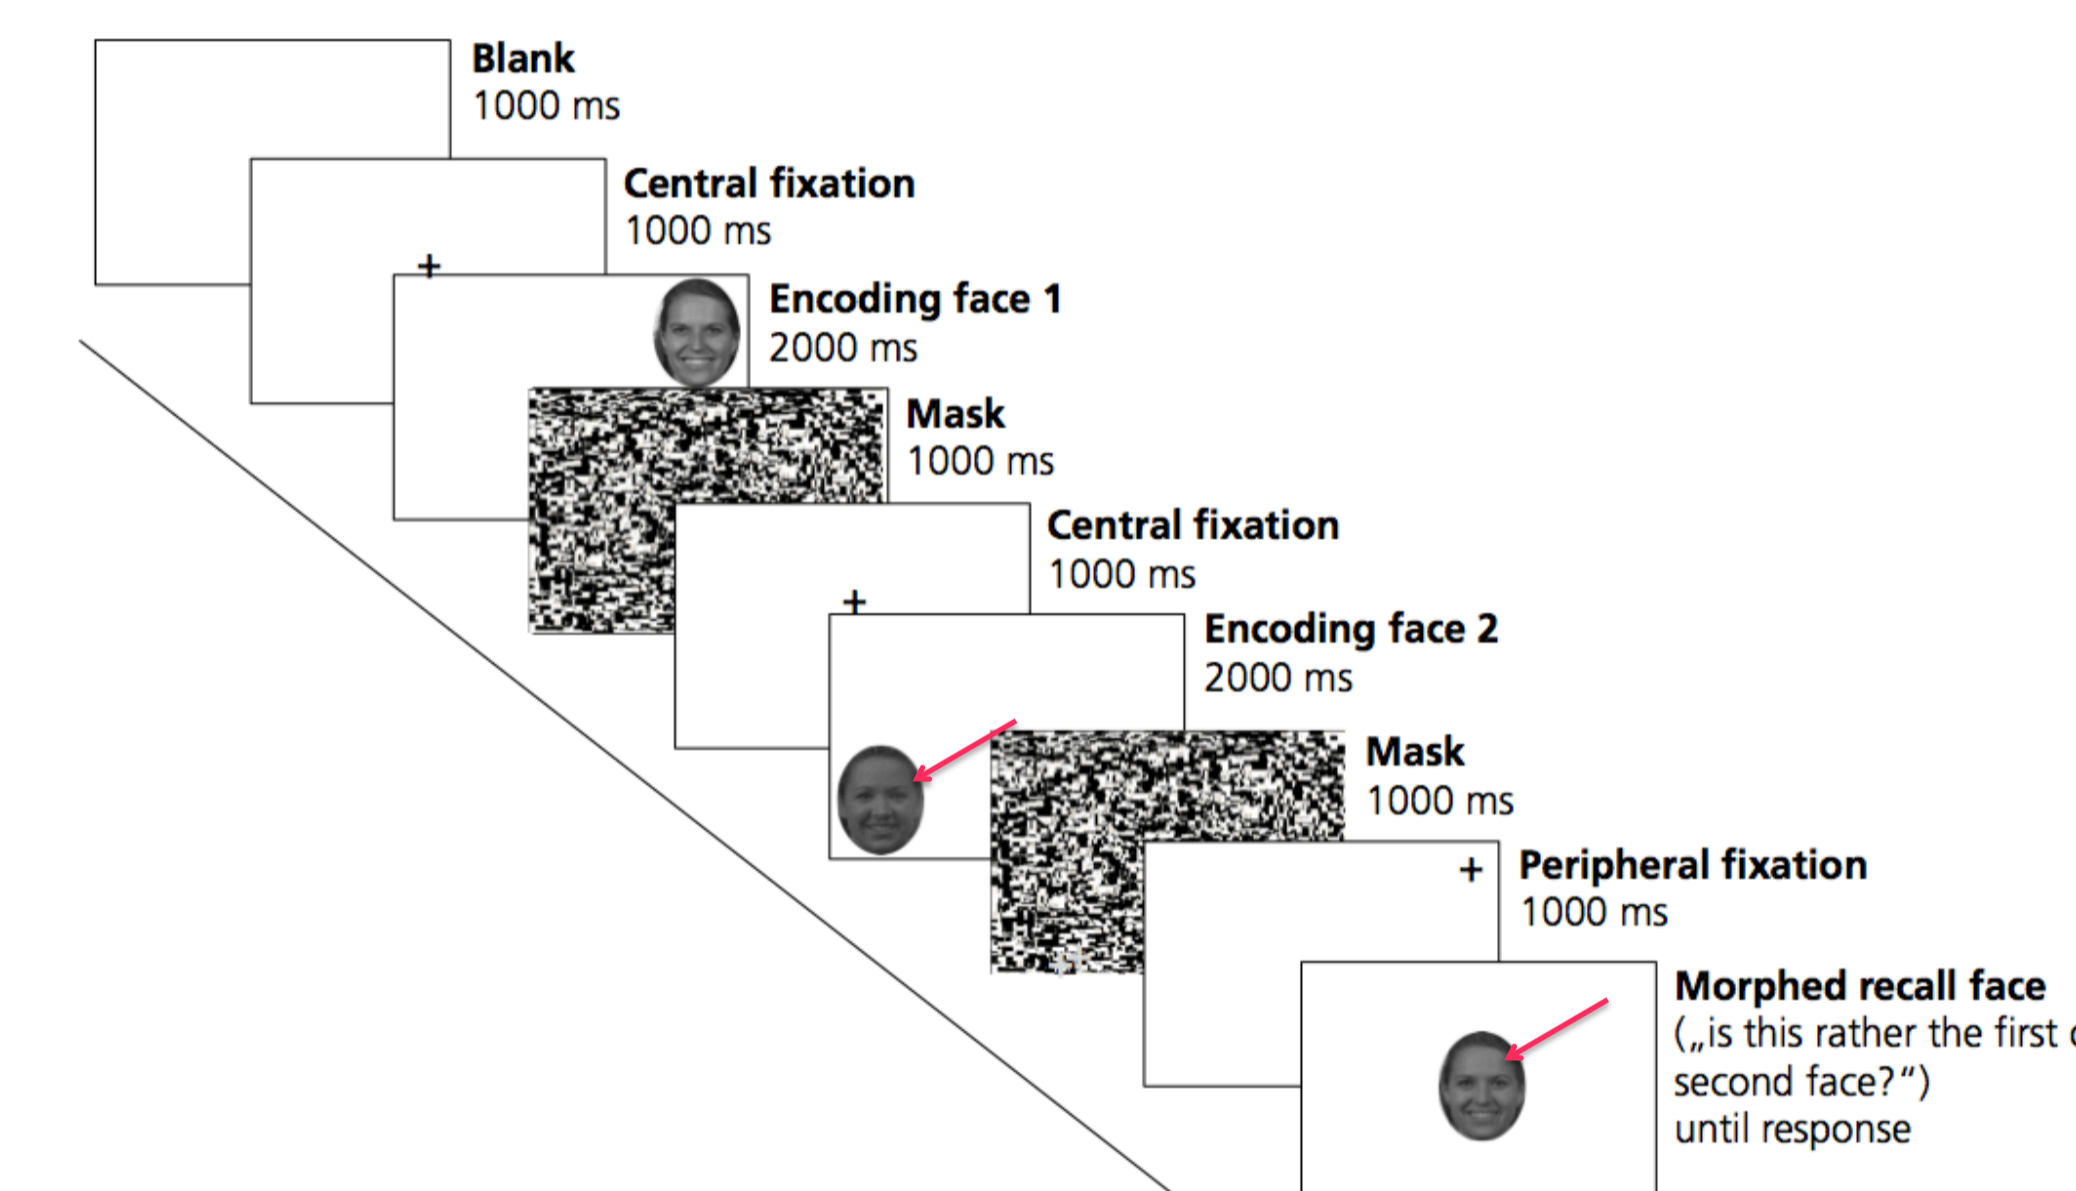 Blank
1000 ms
Central fixation
1000 ms
+
Encoding face 1
2000 ms
Mask
1000 ms
Central fixation
1000 ms
+
Encoding face 2
2000 ms
Mask
1000 ms
+
Peripheral fixation
1000 ms
Morphed recall face
(„is this rather the first
second face?“)
until response